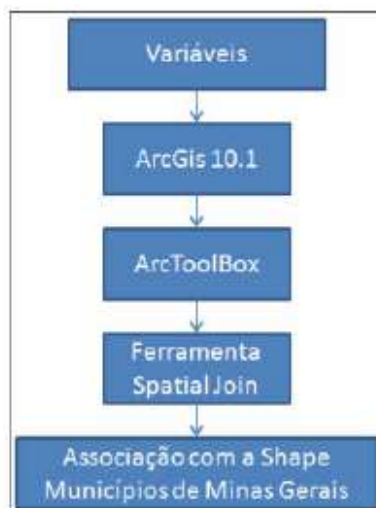 Variáveis
ArcGis 10.1
ArcToolBox
Ferramenta
Spatial Join
Associação com a Shape
Municípios de Minas Gerais